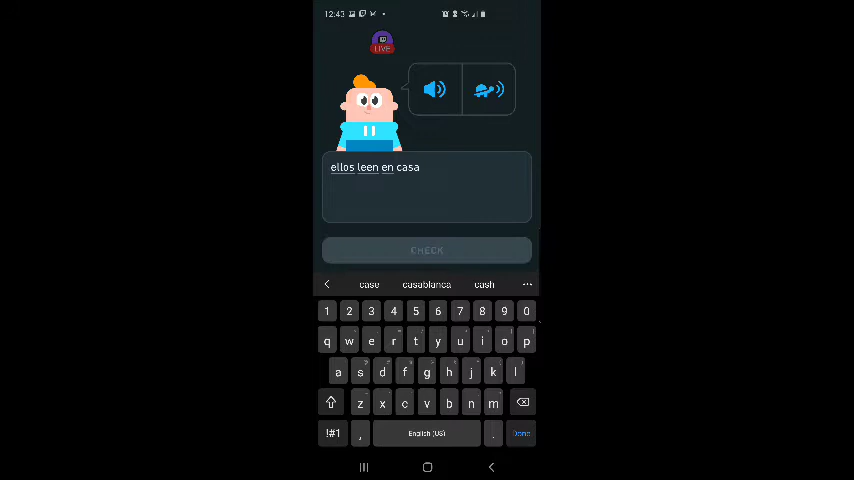 12:43
LIVE
ellos leen en casa
CHECK
case casablanca cash
1 2 3 4 5 6 7 8 9 0
q w e r t y u i o p
a s d f g h j k l
z x c v b n m
!#1 , English (US) . Done